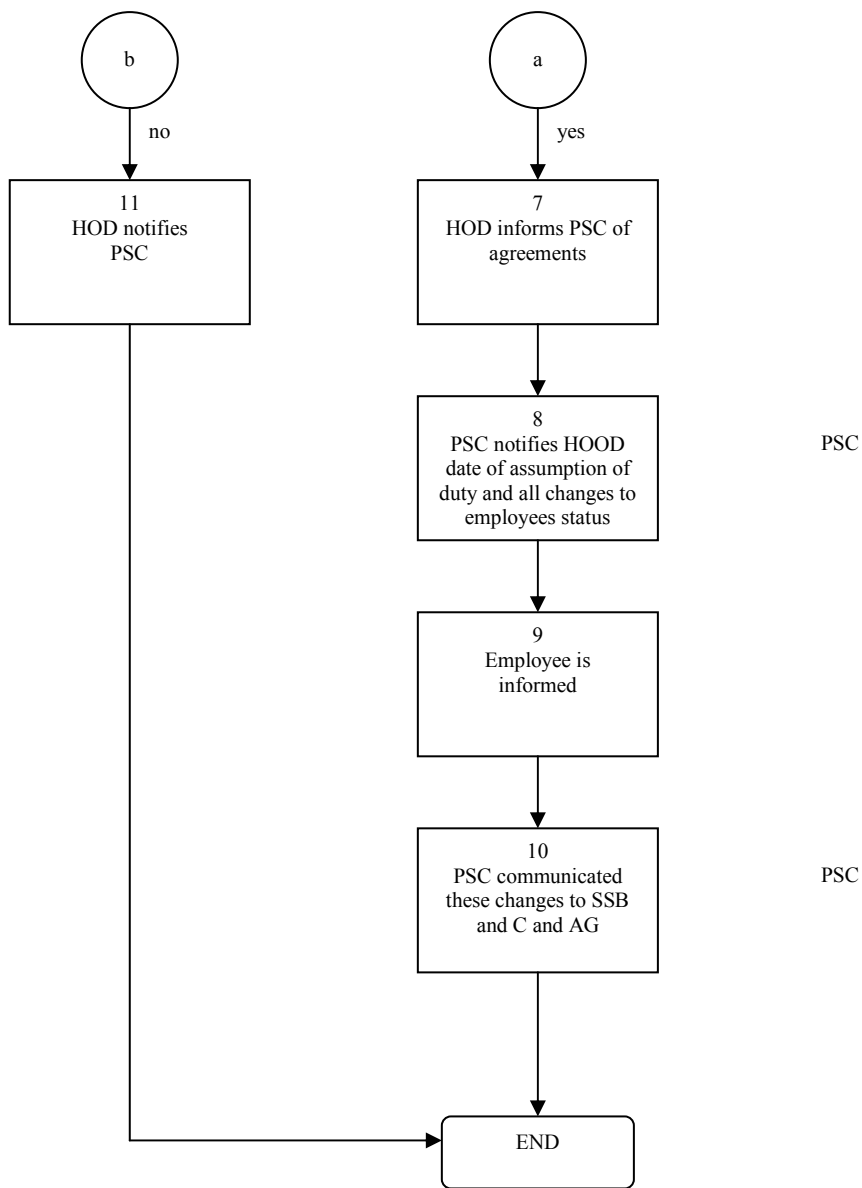 b
a
no
yes
11
HOD notifies
PSC
7
HOD informs PSC of
agreements
8
PSC notifies HOOD
date of assumption of
duty and all changes to
employees status
PSC
9
Employee is
informed
10
PSC communicated
these changes to SSB
and C and AG
PSC
END